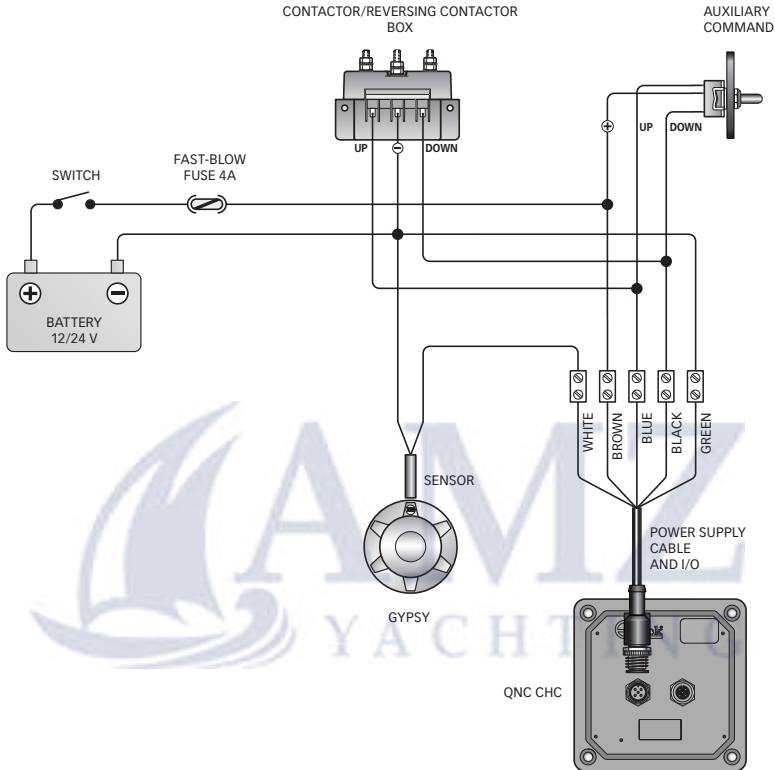 CONTACTOR/REVERSING CONTACTOR
BOX
AUXILIARY
COMMAND
UP
DOWN
UP
DOWN
FAST-BLOW
FUSE 4A
SWITCH
BATTERY
12/24 V
WHITE
BROWN
BLUE
BLACK
GREEN
SENSOR
AMZ
YACHTING
GYPSY
POWER SUPPLY
CABLE
AND I/O
QNC CHC